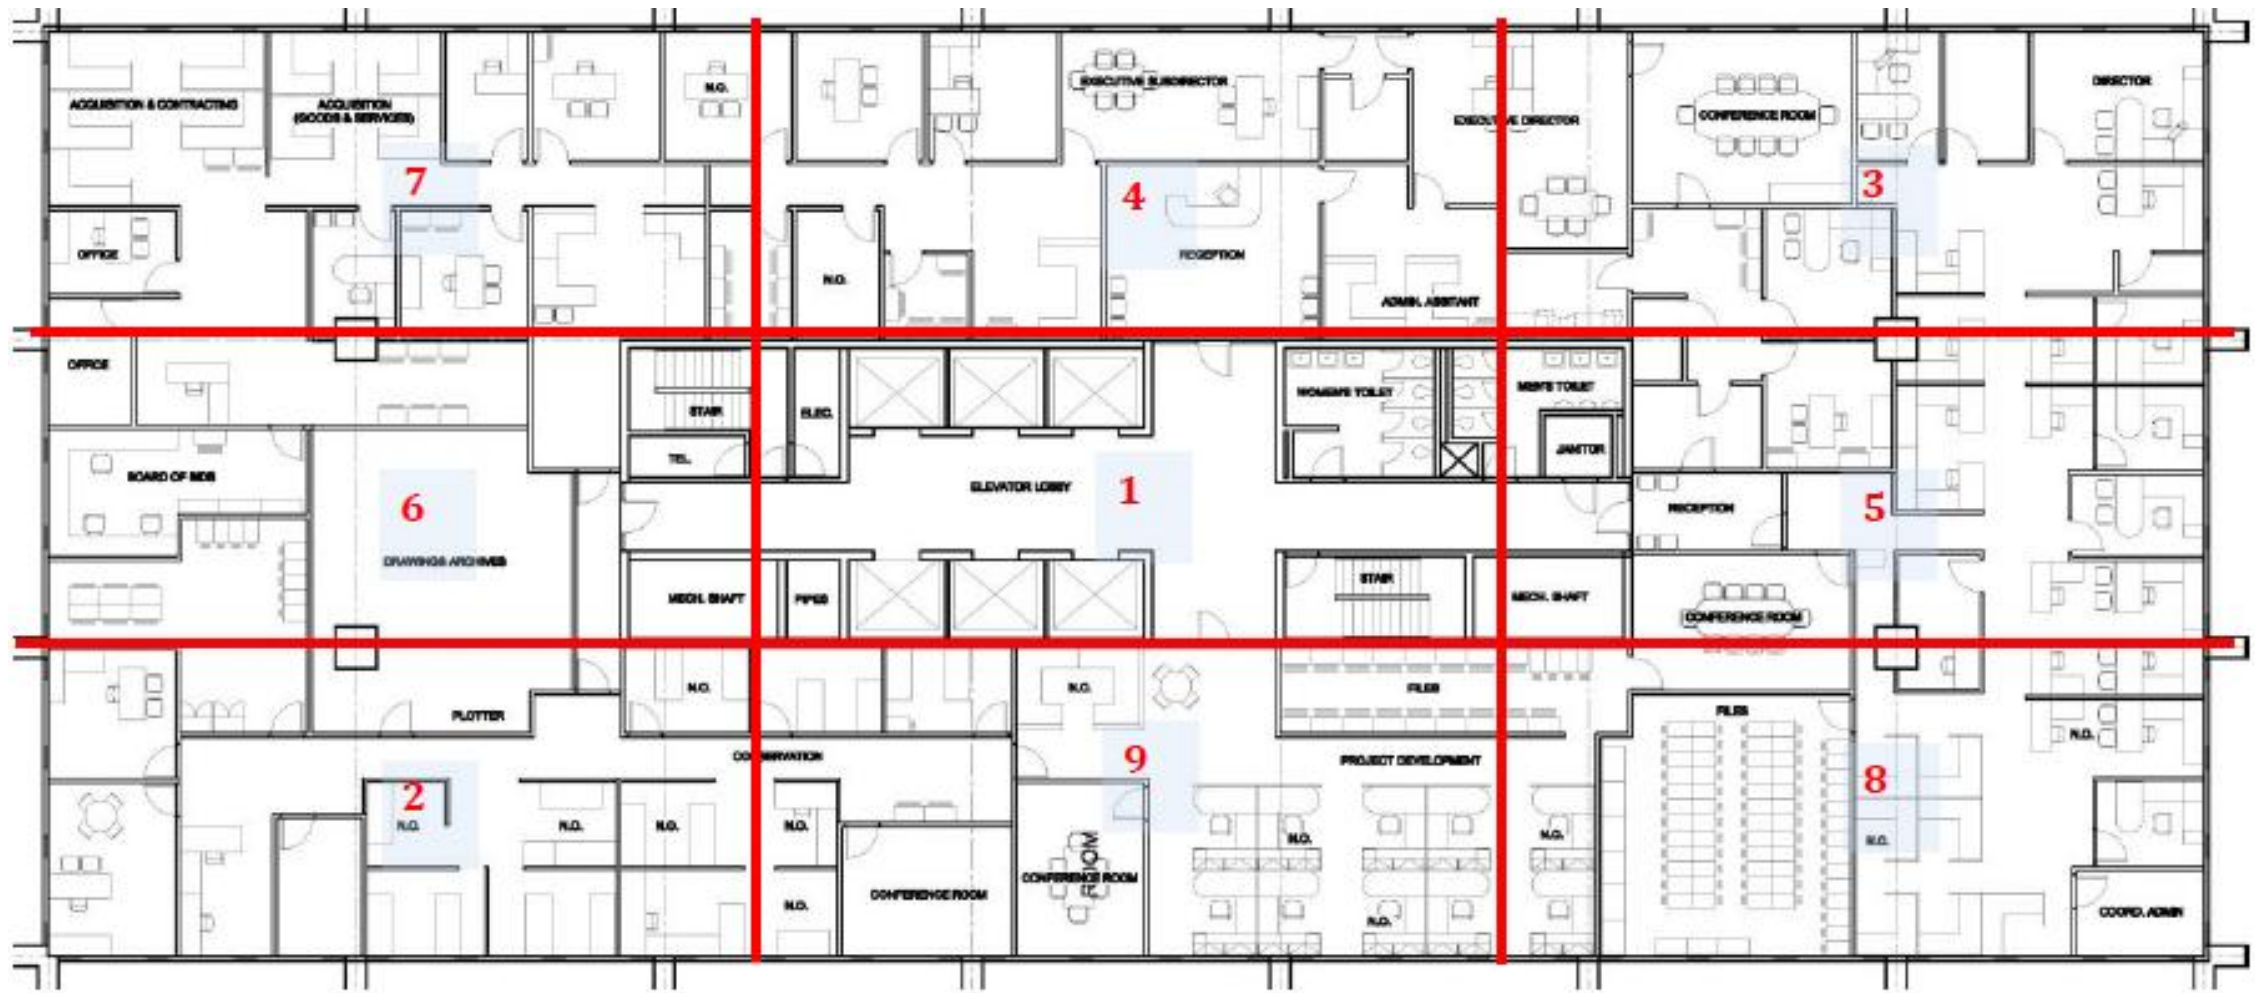 ACQUISITION & CONTRACTING
ACQUISITION
(GOODS & SERVICES)
N.O.
EXECUTIVE SUBDIRECTOR
EXECUTIVE DIRECTOR
CONFERENCE ROOM
DIRECTOR
7
4
3
OFFICE
N.O.
RECEPTION
ADMIN. ASSITANT
OFFICE
STAIR
ELEC.
WOMEN'S TOILET
MEN'S TOILET
TEL.
JANITOR
BOARD OF
6
ELEVATOR LOBBY
1
RECEPTION
5
DRAWINGS ARCHIVES
MECH. SHAFT
PIPES
STAIR
MECH. SHAFT
CONFERENCE ROOM
N.O.
N.O.
FILES
FILES
PLOTTER
CONSERVATION
PROJECT DEVELOPMENT
N.O.
2
9
8
N.O.
N.O.
N.O.
N.O.
N.O.
N.O.
N.O.
CONFERENCE ROOM
CONFERENCE ROOM
ROOM
N.O.
N.O.
COORD. ADMIN